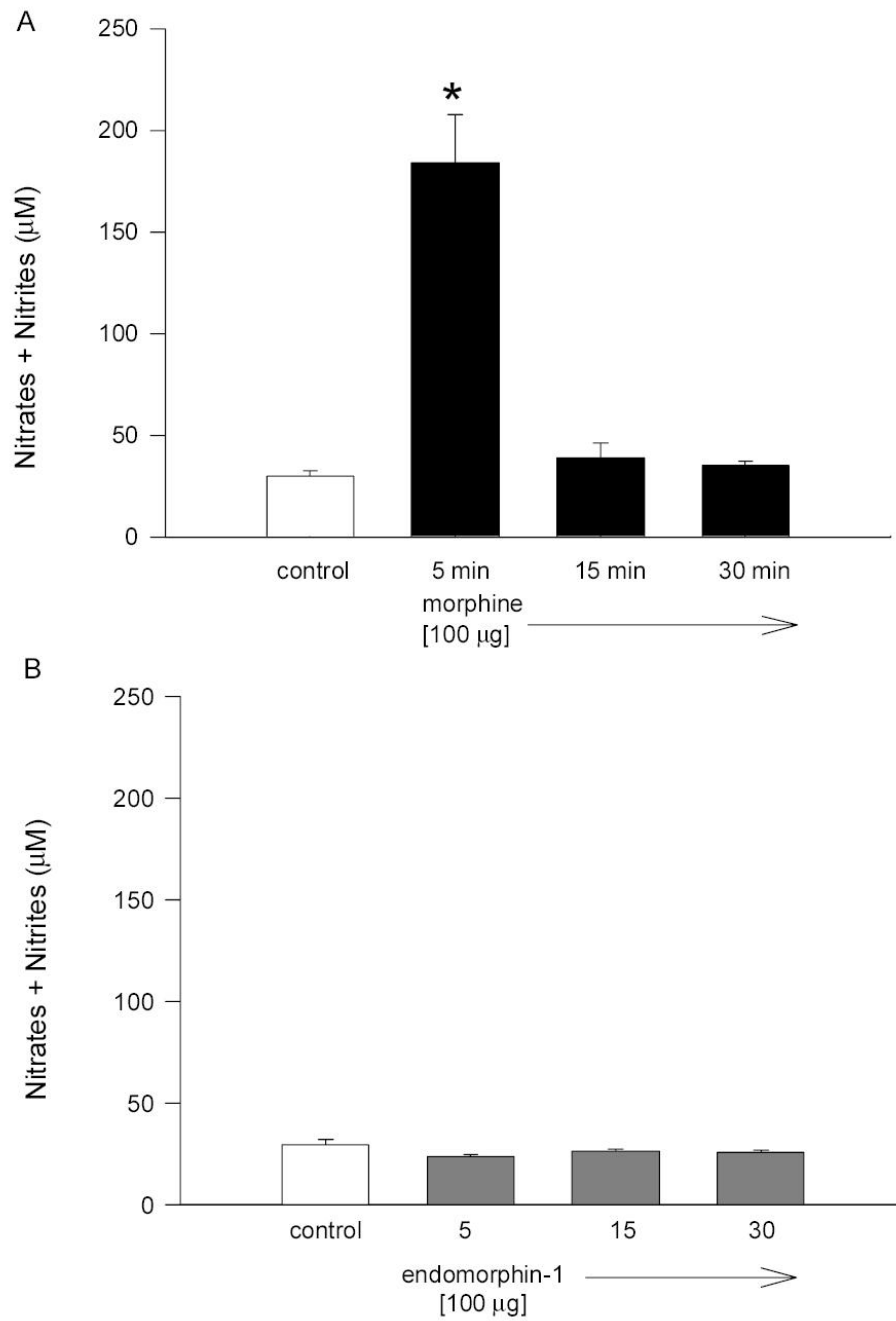 A
250
200
150
100
50
0
Nitrates + Nitrites (μM)
*
control 5 min 15 min 30 min
morphine
[100 μg]
B
250
200
150
100
50
0
Nitrates + Nitrites (μM)
control 5 15 30
endomorphin-1
[100 μg]